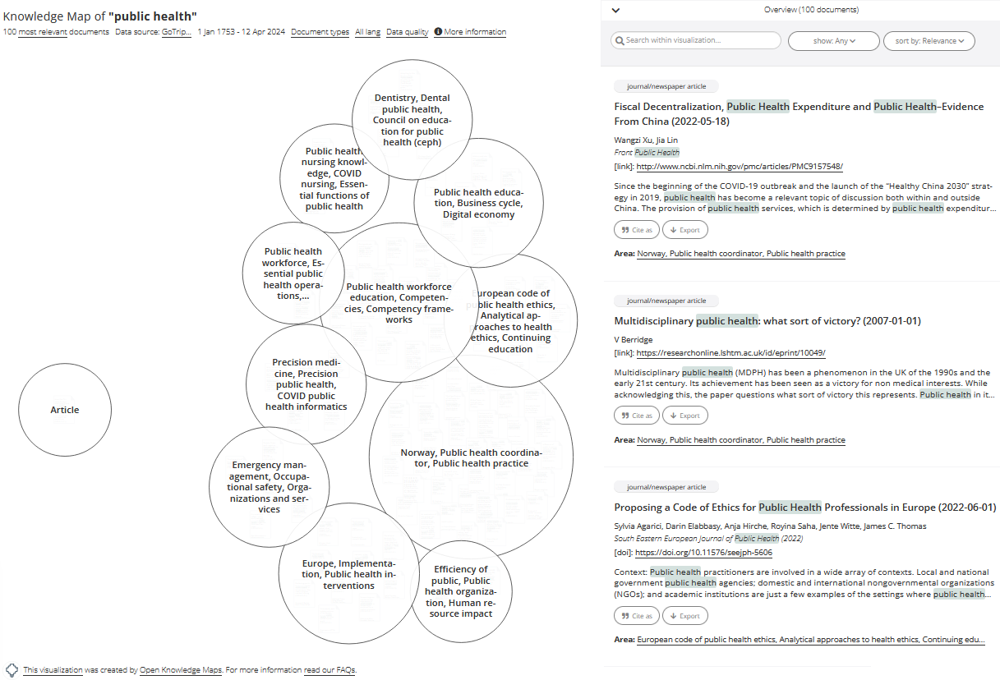 Knowledge Map of "public health"
100 most relevant documents Data source: GoTrip... 1 Jan 1753 - 12 Apr 2024 Document types All lang Data quality More information
Dentistry, Dental
public health,
Council on educa-
tion for public
health (ceph)
Public health
nursing knowl-
edge, COVID
nursing, Essen-
tial functions of
public health
Public health educa-
tion, Business cycle,
Digital economy
Public health
workforce, Es-
sential public
health opera-
tions,...
Public health workforce
education, Competen-
cies, Competency frame-
works
European code of
public health ethics,
Analytical ap-
proaches to health
ethics, Continuing
education
Precision medi-
cine, Precision
public health,
COVID public
health informatics
Article
Norway, Public health coordina-
tor, Public health practice
Emergency man-
agement, Occupa-
tional safety, Orga-
nizations and ser-
vices
Europe, Implementa-
tion, Public health in-
terventions
Efficiency of
public, Public
health organiza-
tion, Human re-
source impact
This visualization was created by Open Knowledge Maps. For more information read our FAQs.
Overview (100 documents)
Search within visualization...
show: Any
sort by: Relevance
journal/newspaper article
Fiscal Decentralization, Public Health Expenditure and Public Health–Evidence
From China (2022-05-18)
Wangzi Xu, Jia Lin
Front Public Health
[link]: http://www.ncbi.nlm.nih.gov/pmc/articles/PMC9157548/
Since the beginning of the COVID-19 outbreak and the launch of the “Healthy China 2030” strat-
egy in 2019, public health has become a relevant topic of discussion both within and outside
China. The provision of public health services, which is determined by public health expenditur...
Cite as
Export
Area: Norway, Public health coordinator, Public health practice
journal/newspaper article
Multidisciplinary public health: what sort of victory? (2007-01-01)
V Berridge
[link]: https://researchonline.lshtm.ac.uk/id/eprint/10049/
Multidisciplinary public health (MDPH) has been a phenomenon in the UK of the 1990s and the
early 21st century. Its achievement has been seen as a victory for non medical interests. While
acknowledging this, the paper questions what sort of victory this represents. Public health in it...
Cite as
Export
Area: Norway, Public health coordinator, Public health practice
journal/newspaper article
Proposing a Code of Ethics for Public Health Professionals in Europe (2022-06-01)
Sylvia Agarici, Darin Elabbasy, Anja Hirche, Royina Saha, Jente Witte, James C. Thomas
South Eastern European Journal of Public Health (2022)
[doi]: https://doi.org/10.11576/seejph-5606
Context: Public health practitioners are involved in a wide array of contexts. Local and national
government public health agencies; domestic and international nongovernmental organizations
(NGOs); and academic institutions are just a few examples of the settings where public health...
Cite as
Export
Area: European code of public health ethics, Analytical approaches to health ethics, Continuing edu...